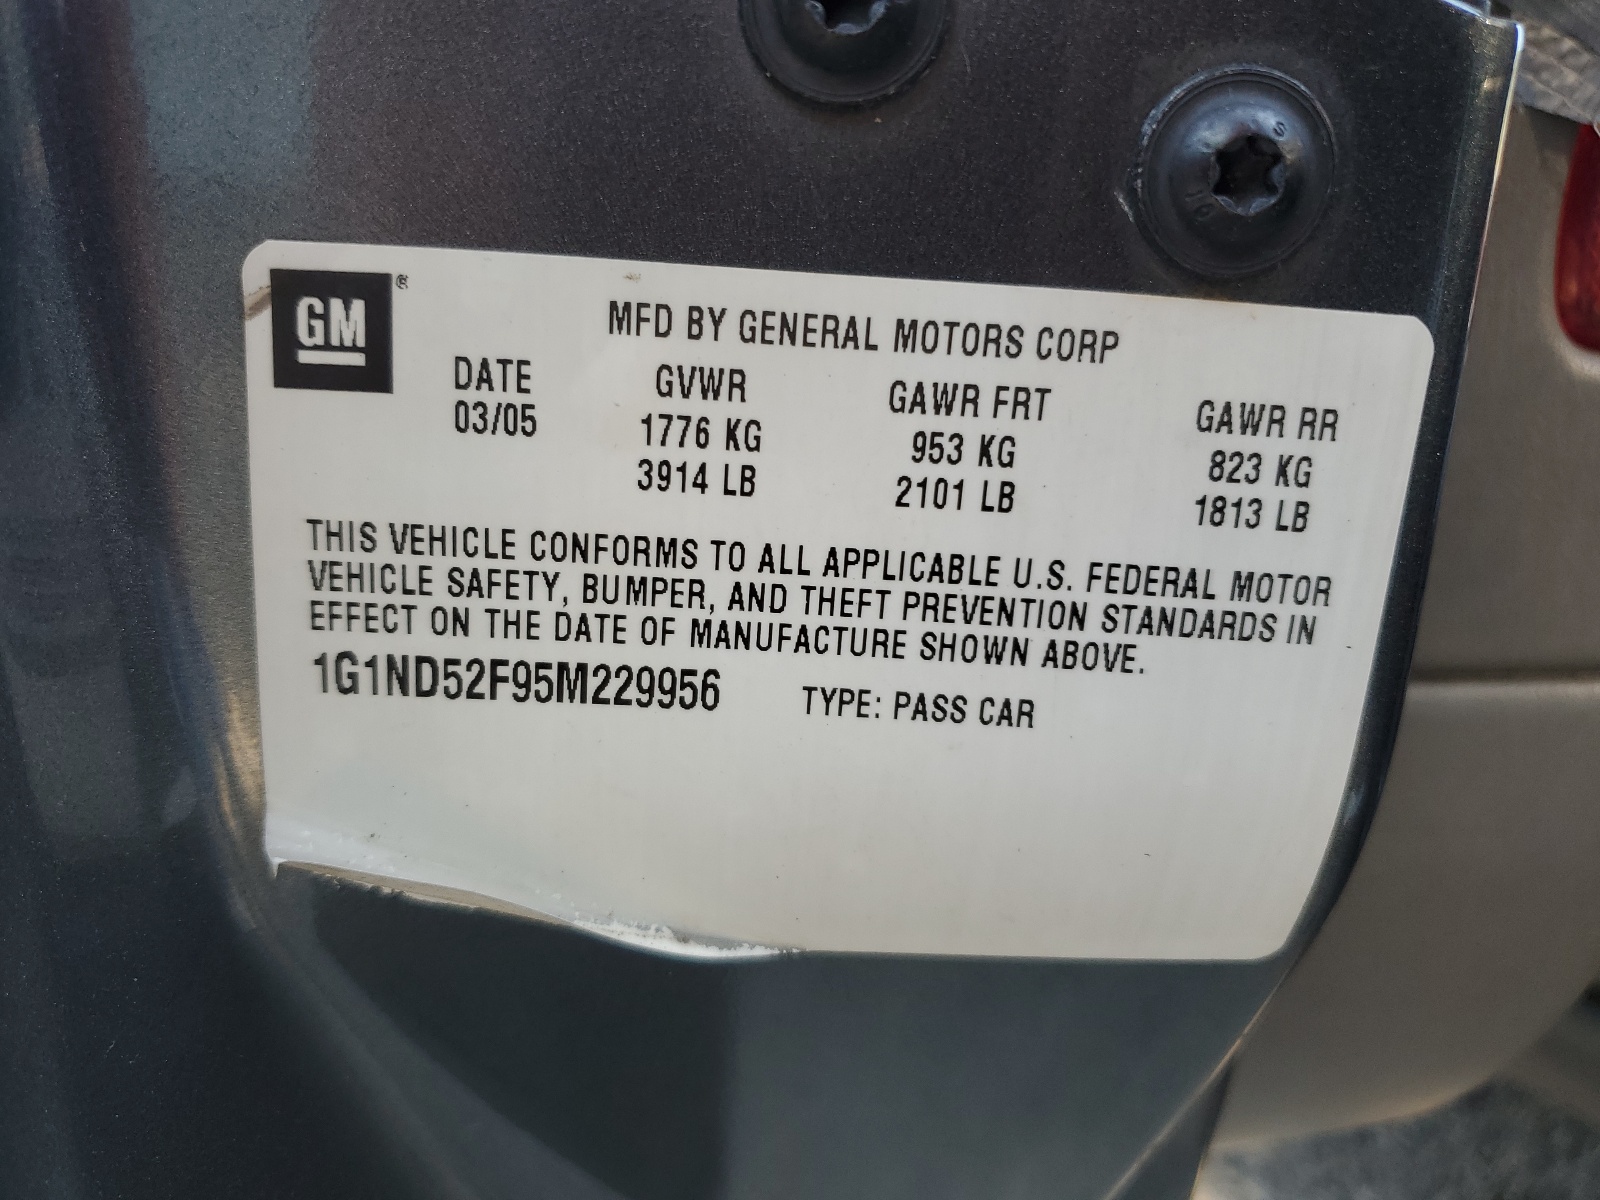 GM ®
MFD BY GENERAL MOTORS CORP
DATE GVWR GAWR FRT GAWR RR
03/05 1776 KG 953 KG 823 KG
3914 LB 2101 LB 1813 LB
THIS VEHICLE CONFORMS TO ALL APPLICABLE U.S. FEDERAL MOTOR
VEHICLE SAFETY, BUMPER, AND THEFT PREVENTION STANDARDS IN
EFFECT ON THE DATE OF MANUFACTURE SHOWN ABOVE.
1G1ND52F95M229956 TYPE: PASS CAR